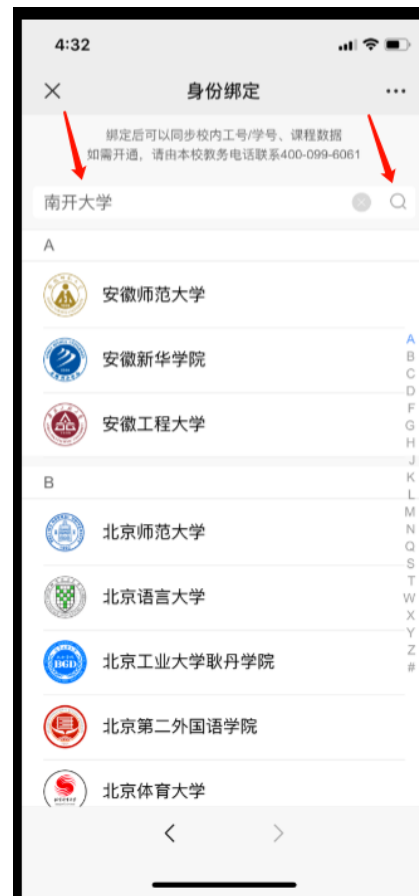 4:32
身份绑定
绑定后可以同步校内工号/学号、课程数据
如需开通，请由本校教务电话联系400-099-6061
南开大学
A
安徽师范大学
安徽新华学院
安徽工程大学
B
北京师范大学
北京语言大学
BGD
北京工业大学耿丹学院
北京第二外国语学院
北京体育大学
A
B
C
D
F
G
H
J
K
L
M
N
Q
S
T
W
X
Y
Z
#